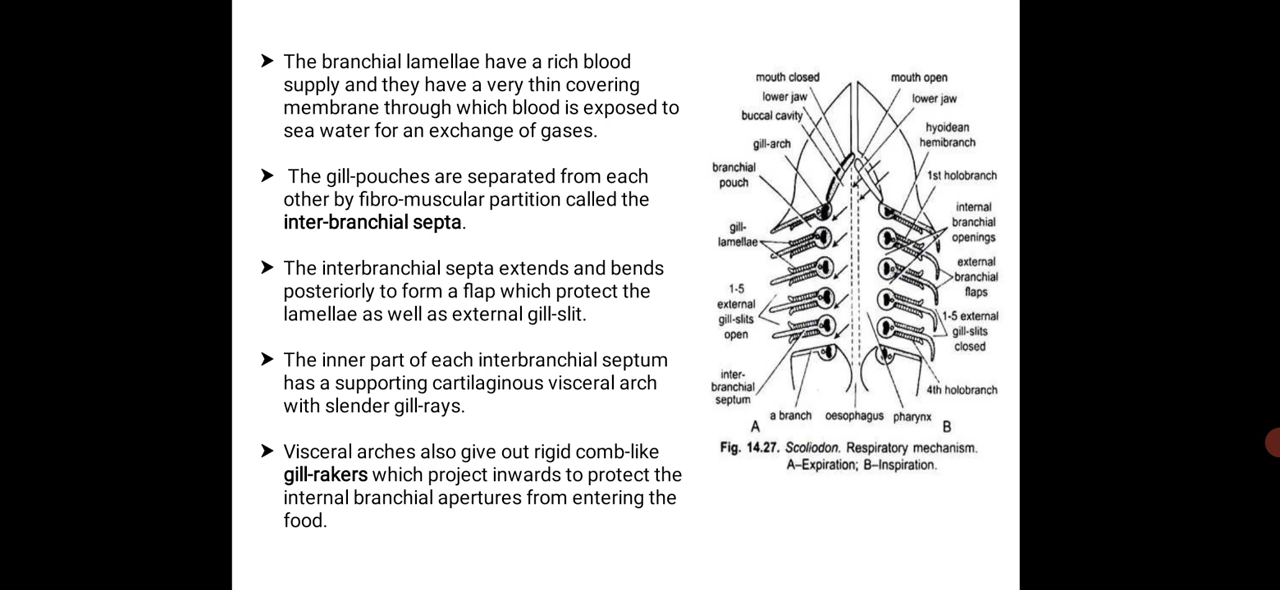 ➤ The branchial lamellae have a rich blood
supply and they have a very thin covering
membrane through which blood is exposed to
sea water for an exchange of gases.
➤ The gill-pouches are separated from each
other by fibro-muscular partition called the
inter-branchial septa.
➤ The interbranchial septa extends and bends
posteriorly to form a flap which protect the
lamellae as well as external gill-slit.
➤ The inner part of each interbranchial septum
has a supporting cartilaginous visceral arch
with slender gill-rays.
➤ Visceral arches also give out rigid comb-like
gill-rakers which project inwards to protect the
internal branchial apertures from entering the
food.
mouth closed
lower jaw
buccal cavity
gill-arch
branchial
pouch
gill-
lamellae
1-5
external
gill-slits
open
inter-
branchial
septum
a branch
oesophagus
pharynx
mouth open
lower jaw
hyoidean
hemibranch
1st holobranch
internal
branchial
openings
external
branchial
flaps
1-5 external
gill-slits
closed
4th holobranch
A
B
Fig. 14.27. Scoliodon. Respiratory mechanism.
A–Expiration; B–Inspiration.